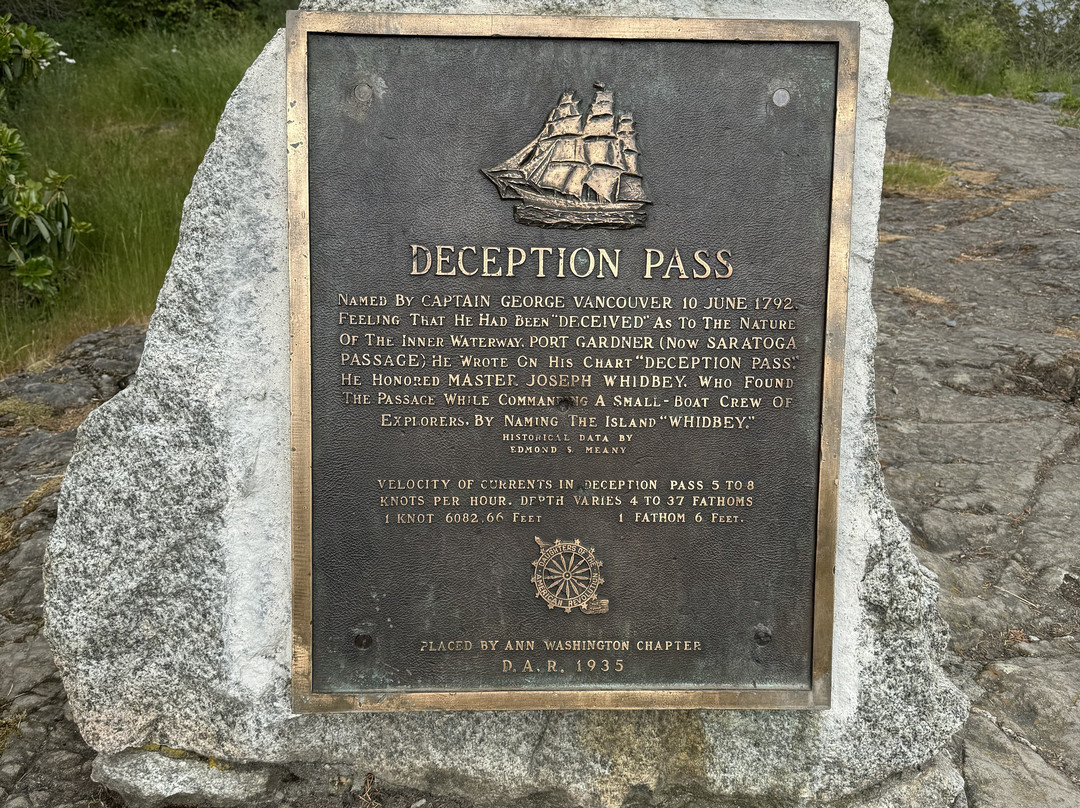 DECEPTION PASS
NAMED BY CAPTAIN GEORGE VANCOUVER 10 JUNE 1792.
FEELING THAT HE HAD BEEN "DECEIVED" AS TO THE NATURE
OF THE INNER WATERWAY, PORT GARDNER (NOW SARATOGA
PASSAGE) HE WROTE ON HIS CHART "DECEPTION PASS."
HE HONORED MASTER JOSEPH WHIDBEY, WHO FOUND
THE PASSAGE WHILE COMMANDING A SMALL-BOAT CREW OF
EXPLORERS, BY NAMING THE ISLAND "WHIDBEY."
HISTORICAL DATA BY
EDMOND S. MEANY
VELOCITY OF CURRENTS IN DECEPTION PASS 5 TO 8
KNOTS PER HOUR. DEPTH VARIES 4 TO 37 FATHOMS
1 KNOT 6082.66 FEET 1 FATHOM 6 FEET.
DAUGHTERS OF THE
AMERICAN REVOLUTION
PLACED BY ANN WASHINGTON CHAPTER
D.A.R. 1935